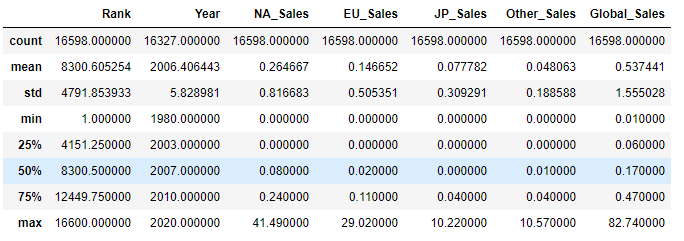 Rank Year NA_Sales EU_Sales JP_Sales Other_Sales Global_Sales
count 16598.000000 16327.000000 16598.000000 16598.000000 16598.000000 16598.000000 16598.000000
mean 8300.605254 2006.406443 0.264667 0.146652 0.077782 0.048063 0.537441
std 4791.853933 5.828981 0.816683 0.505351 0.309291 0.188588 1.555028
min 1.000000 1980.000000 0.000000 0.000000 0.000000 0.000000 0.010000
25% 4151.250000 2003.000000 0.000000 0.000000 0.000000 0.000000 0.060000
50% 8300.500000 2007.000000 0.080000 0.020000 0.000000 0.010000 0.170000
75% 12449.750000 2010.000000 0.240000 0.110000 0.040000 0.040000 0.470000
max 16600.000000 2020.000000 41.490000 29.020000 10.220000 10.570000 82.740000